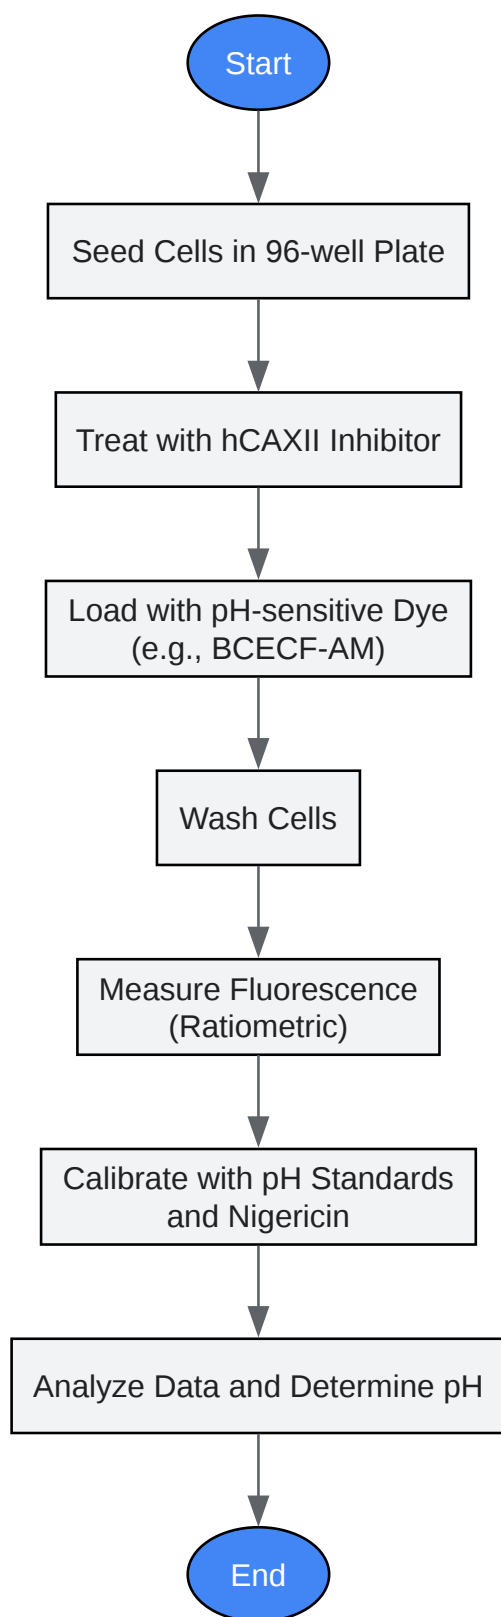 Start
Seed Cells in 96-well Plate
Treat with hCAXII Inhibitor
Load with pH-sensitive Dye
(e.g., BCECF-AM)
Wash Cells
Measure Fluorescence
(Ratiometric)
Calibrate with pH Standards
and Nigericin
Analyze Data and Determine pH
End